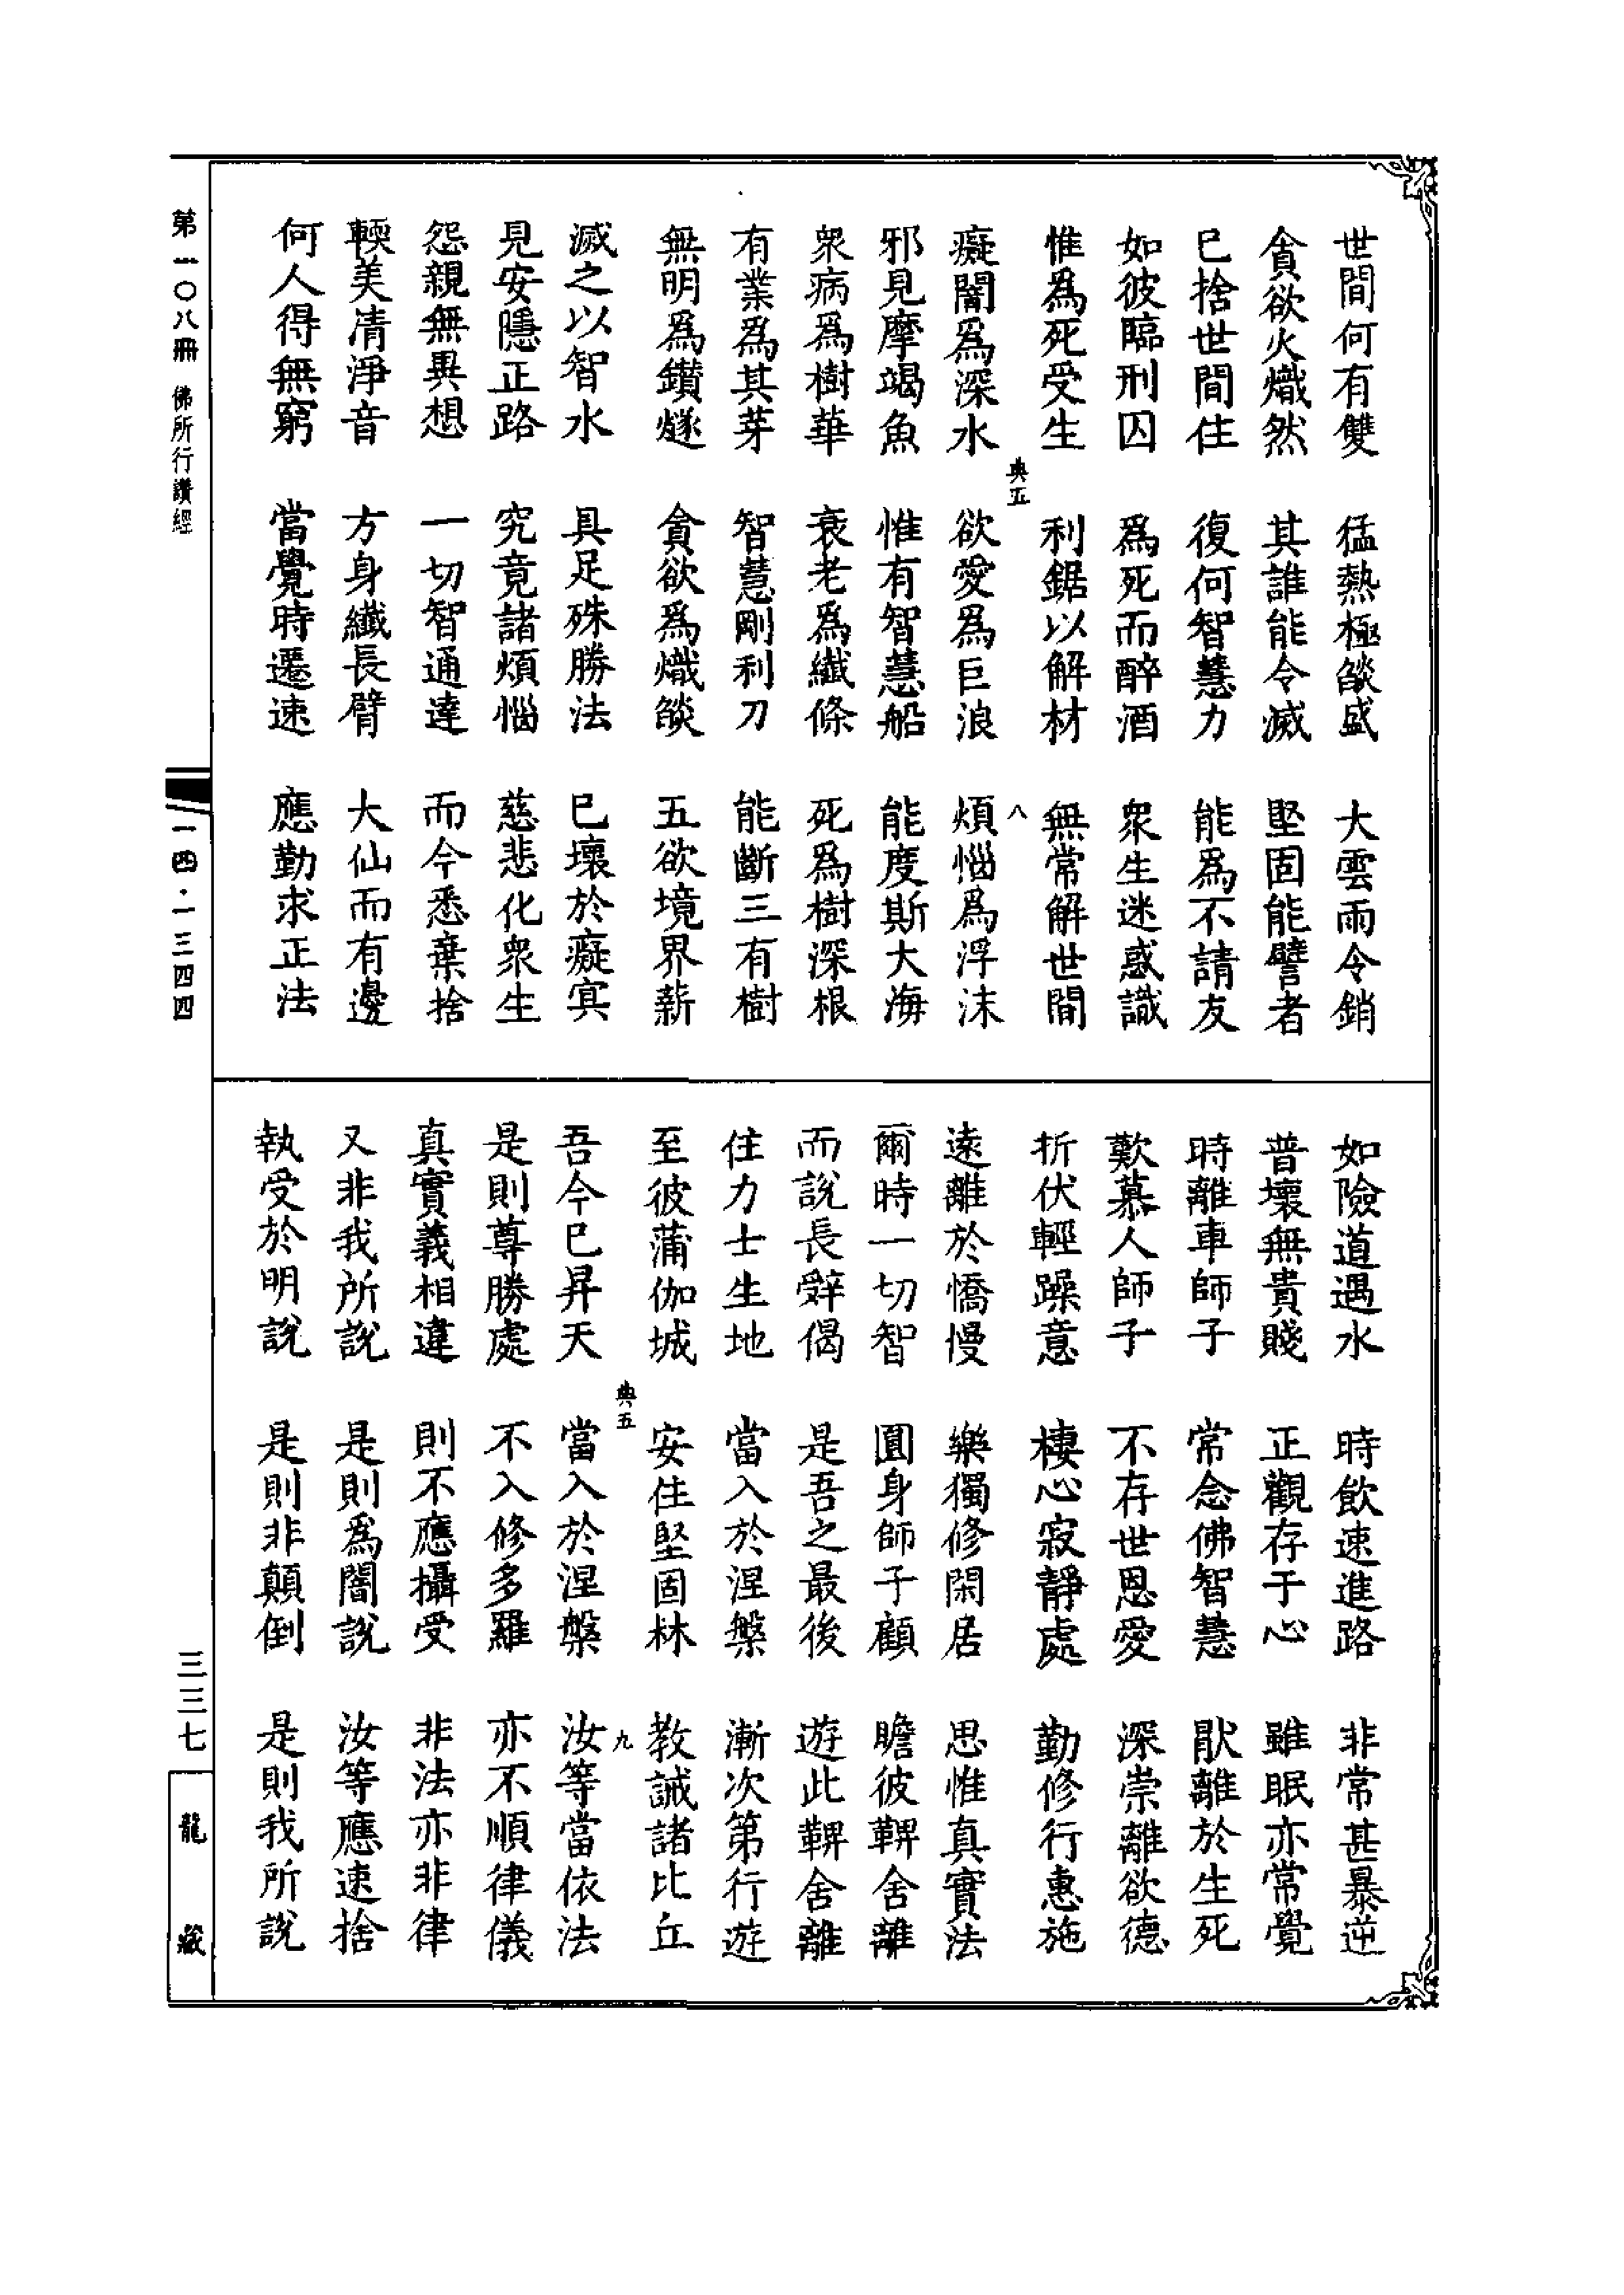 世間何有雙　猛熱極燄盛　大雲雨令銷
貪欲火熾然　其誰能令滅　堅固能譬者
已捨世間住　復何智慧力　能為不請友
如彼臨刑囚　爲死而醉酒　衆生迷惑識
惟爲死受生　利鋸以解材　無常解世間
典五　八
癡闇爲深水　欲愛爲巨浪　煩惱爲浮沫
邪見摩竭魚　惟有智慧船　能度斯大海
衆病爲樹華　衰老爲纖條　死爲樹深根
有業爲其芽　智慧剛利刀　能斷三有樹
無明爲鑽燧　貪欲爲熾燄　五欲境界薪
滅之以智水　具足殊勝法　已壞於癡㝠
見安隱正路　究竟諸煩惱　慈悲化衆生
怨親無異想　一切智通達　而今悉棄捨
輭美清淨音　方身纖長臂　大仙而有邊
何人得無窮　當覺時遷速　應勤求正法
如險道遇水　時飲速進路　非常甚暴逆
普壞無貴賤　正觀存于心　雖眠亦常覺
時離車師子　常念佛智慧　厭離於生死
歎慕人師子　不存世恩愛　深崇離欲德
折伏輕躁意　棲心寂靜處　勤修行惠施
遠離於憍慢　樂獨修閑居　思惟真實法
爾時一切智　圓身師子顧　瞻彼鞞舍離
而說長辭偈　是吾之最後　遊此鞞舍離
住力士生地　當入於涅槃　漸次第行遊
至彼蒲伽城　安住堅固林　教誡諸比丘
典五　九
吾今已昇天　當入於涅槃　汝等當依法
是則尊勝處　不入修多羅　亦不順律儀
真實義相違　則不應攝受　非法亦非律
又非我所說　是則爲闇說　汝等應速捨
執受於明說　是則非顛倒　是則我所說
第一〇八冊　佛所行讚經
一四·一三四四
三三七
龍藏